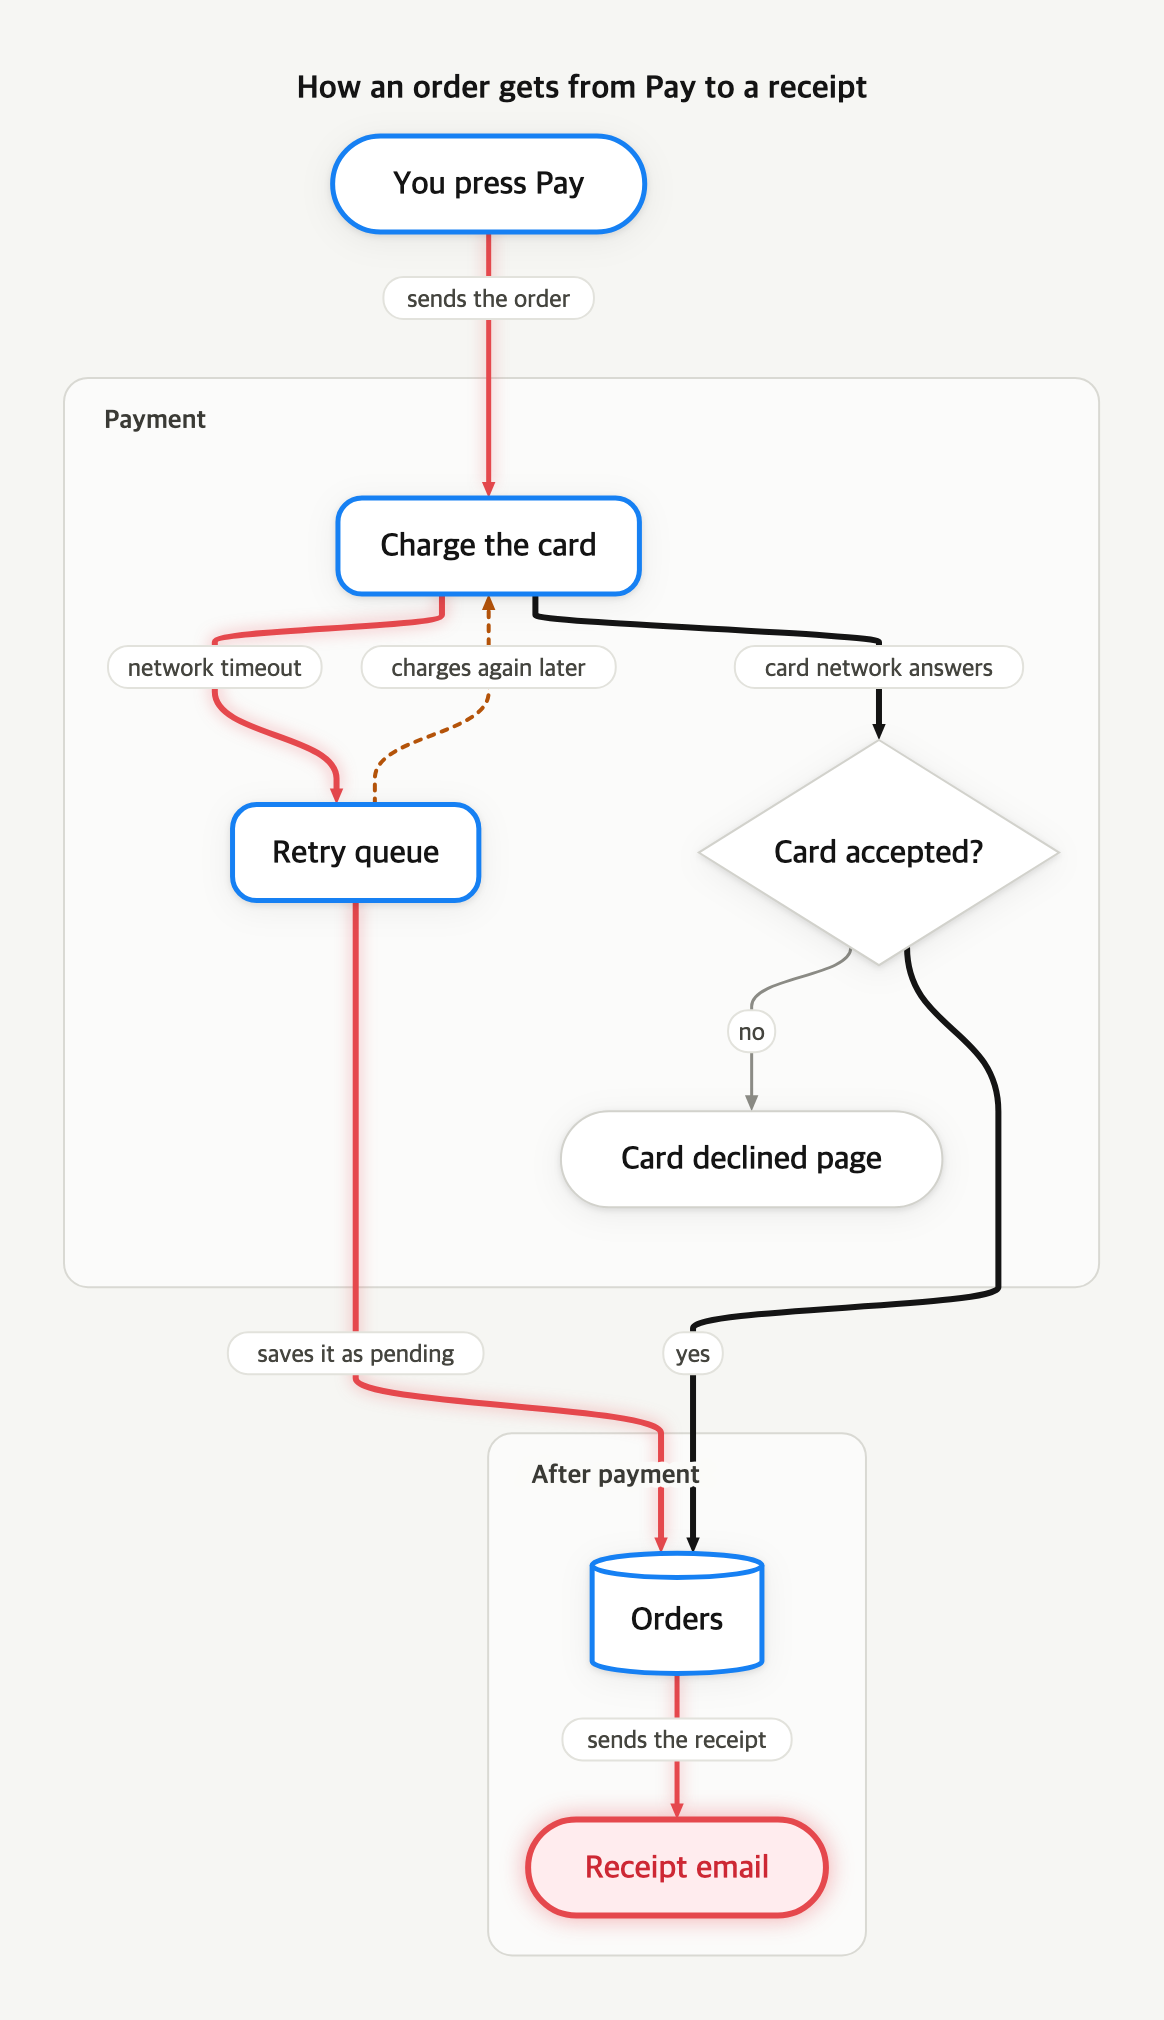 How an order gets from Pay to a receipt
You press Pay
sends the order
Payment
Charge the card
network timeout
charges again later
card network answers
Retry queue
Card accepted?
no
Card declined page
saves it as pending
yes
After payment
Orders
sends the receipt
Receipt email